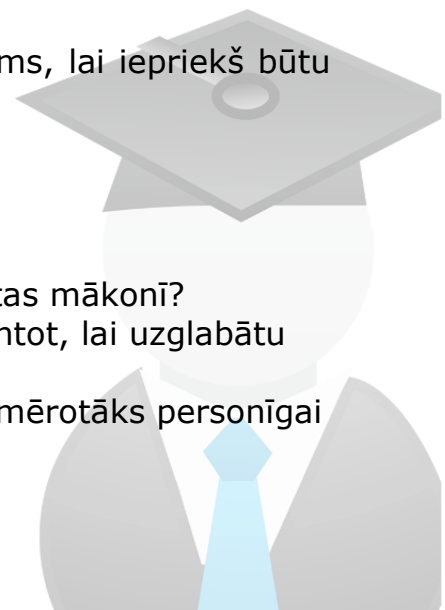 ms, lai iepriekš būtu
tas mākonī?
ntot, lai uzglabātu
mērotāks personīgai